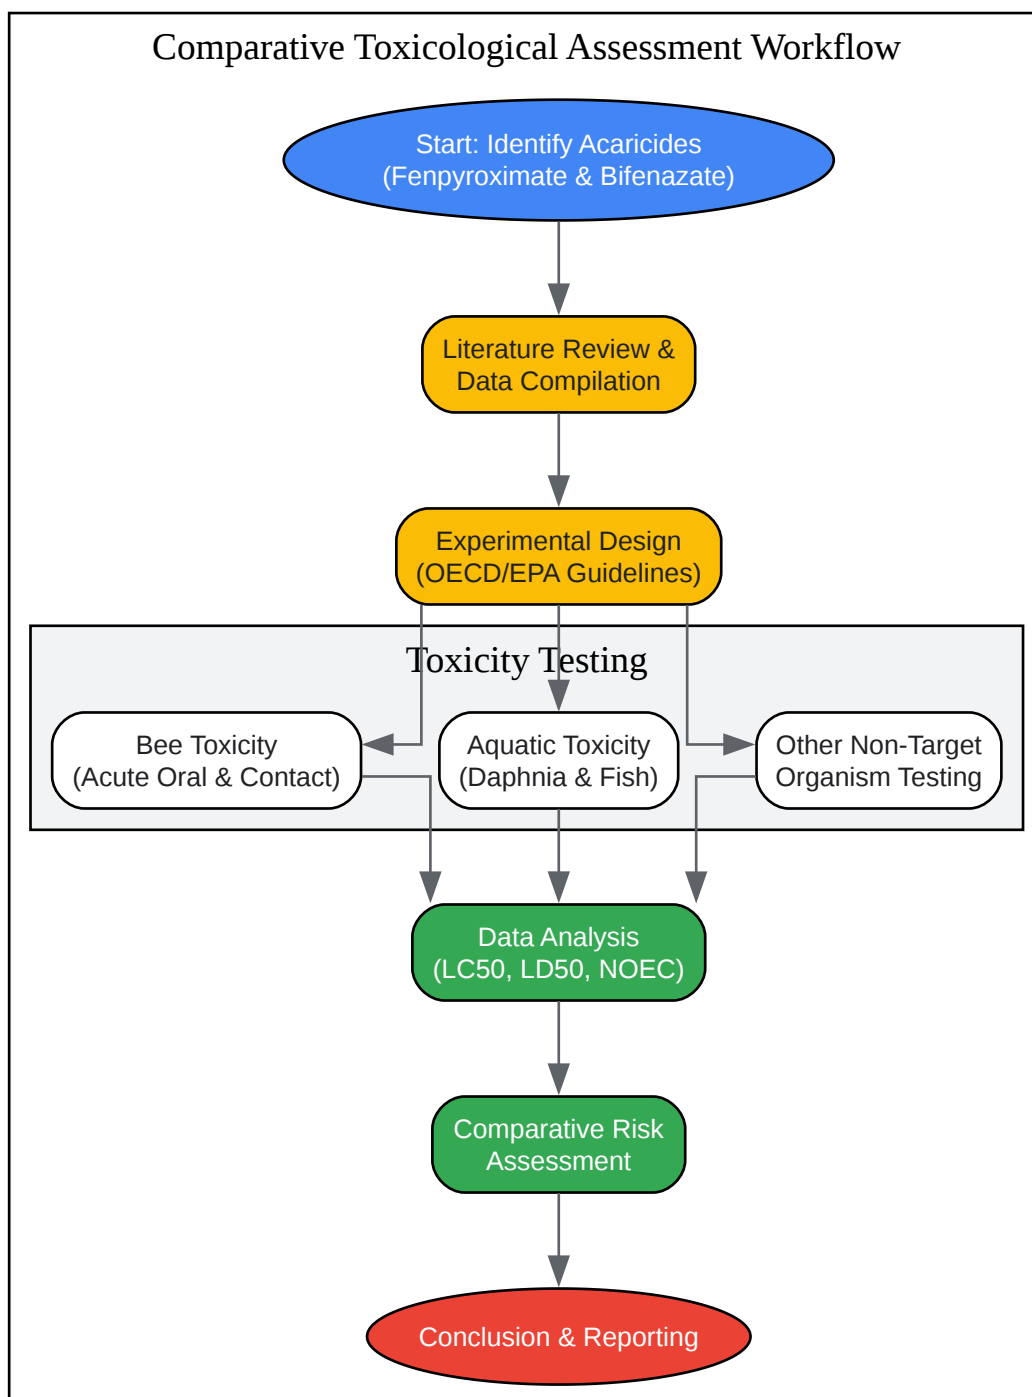 Comparative Toxicological Assessment Workflow
Start: Identify Acaricides
(Fenpyroximate & Bifenazate)
Literature Review &
Data Compilation
Experimental Design
(OECD/EPA Guidelines)
Toxicity Testing
Bee Toxicity
(Acute Oral & Contact)
Aquatic Toxicity
(Daphnia & Fish)
Other Non-Target
Organism Testing
Data Analysis
(LC50, LD50, NOEC)
Comparative Risk
Assessment
Conclusion & Reporting